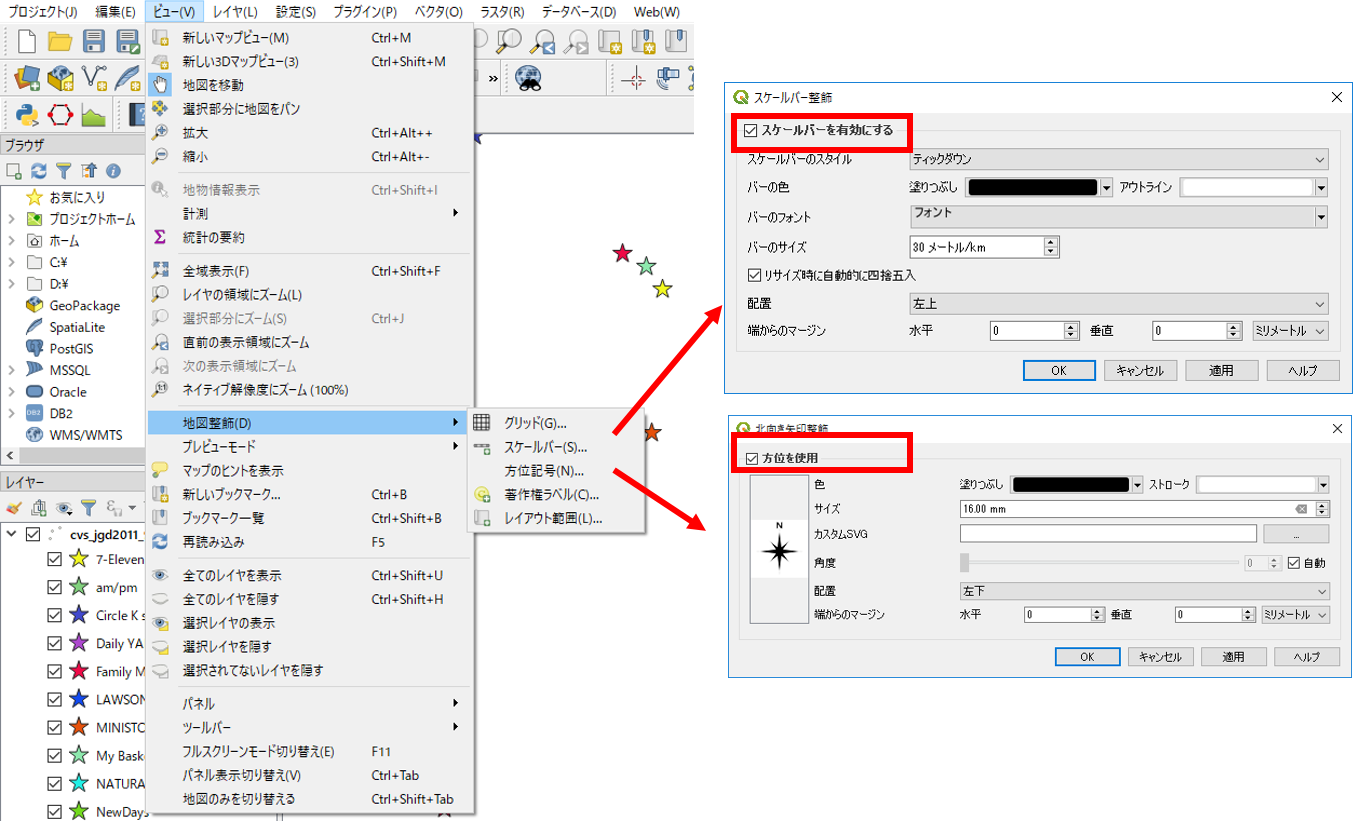 プロジェクト(J) 編集(E) ビュー(V) レイヤ(L) 設定(S) プラグイン(P) ベクタ(O) ラスタ(R) データベース(D) Web(W)
新しいマップビュー(M) Ctrl+M
新しい3Dマップビュー(3) Ctrl+Shift+M
地図を移動
選択部分に地図をパン
拡大 Ctrl+Alt++
縮小 Ctrl+Alt+-
地物情報表示 Ctrl+Shift+I
計測
統計の要約
全域表示(F) Ctrl+Shift+F
レイヤの領域にズーム(L)
選択部分にズーム(S) Ctrl+J
直前の表示領域にズーム
次の表示領域にズーム
ネイティブ解像度にズーム (100%)
地図整飾(D)
プレビューモード
マップのヒントを表示
新しいブックマーク... Ctrl+B
ブックマーク一覧 Ctrl+Shift+B
再読み込み F5
全てのレイヤを表示 Ctrl+Shift+U
全てのレイヤを隠す Ctrl+Shift+H
選択レイヤの表示
選択レイヤを隠す
選択されてないレイヤを隠す
パネル
ツールバー
フルスクリーンモード切り替え(E) F11
パネル表示切り替え(V) Ctrl+Tab
地図のみを切り替える Ctrl+Shift+Tab
グリッド(G)...
スケールバー(S)...
方位記号(N)...
著作権ラベル(C)...
レイアウト範囲(L)...
»
ブラウザ
お気に入り
プロジェクトホーム
ホーム
C:¥
D:¥
GeoPackage
SpatiaLite
PostGIS
MSSQL
Oracle
DB2
DB2
WMS/WMTS
レイヤー
cvs_jgd2011_
7-Eleven
am/pm
Circle K s
Daily YA
Family M
LAWSON
MINISTO
My Bask
NATURA
NewDays
スケールバー整飾
スケールバーを有効にする
スケールバーのスタイル ティックダウン
バーの色 塗りつぶし アウトライン
バーのフォント フォント
バーのサイズ 30 メートル/km
リサイズ時に自動的に四捨五入
配置 左上
端からのマージン 水平 0 垂直 0 ミリメートル
OK キャンセル 適用 ヘルプ
北向き矢印整飾
方位を使用
N
色 塗りつぶし ストローク
サイズ 16.00 mm
カスタムSVG ...
角度 0 自動
配置 左下
端からのマージン 水平 0 垂直 0 ミリメートル
OK キャンセル 適用 ヘルプ